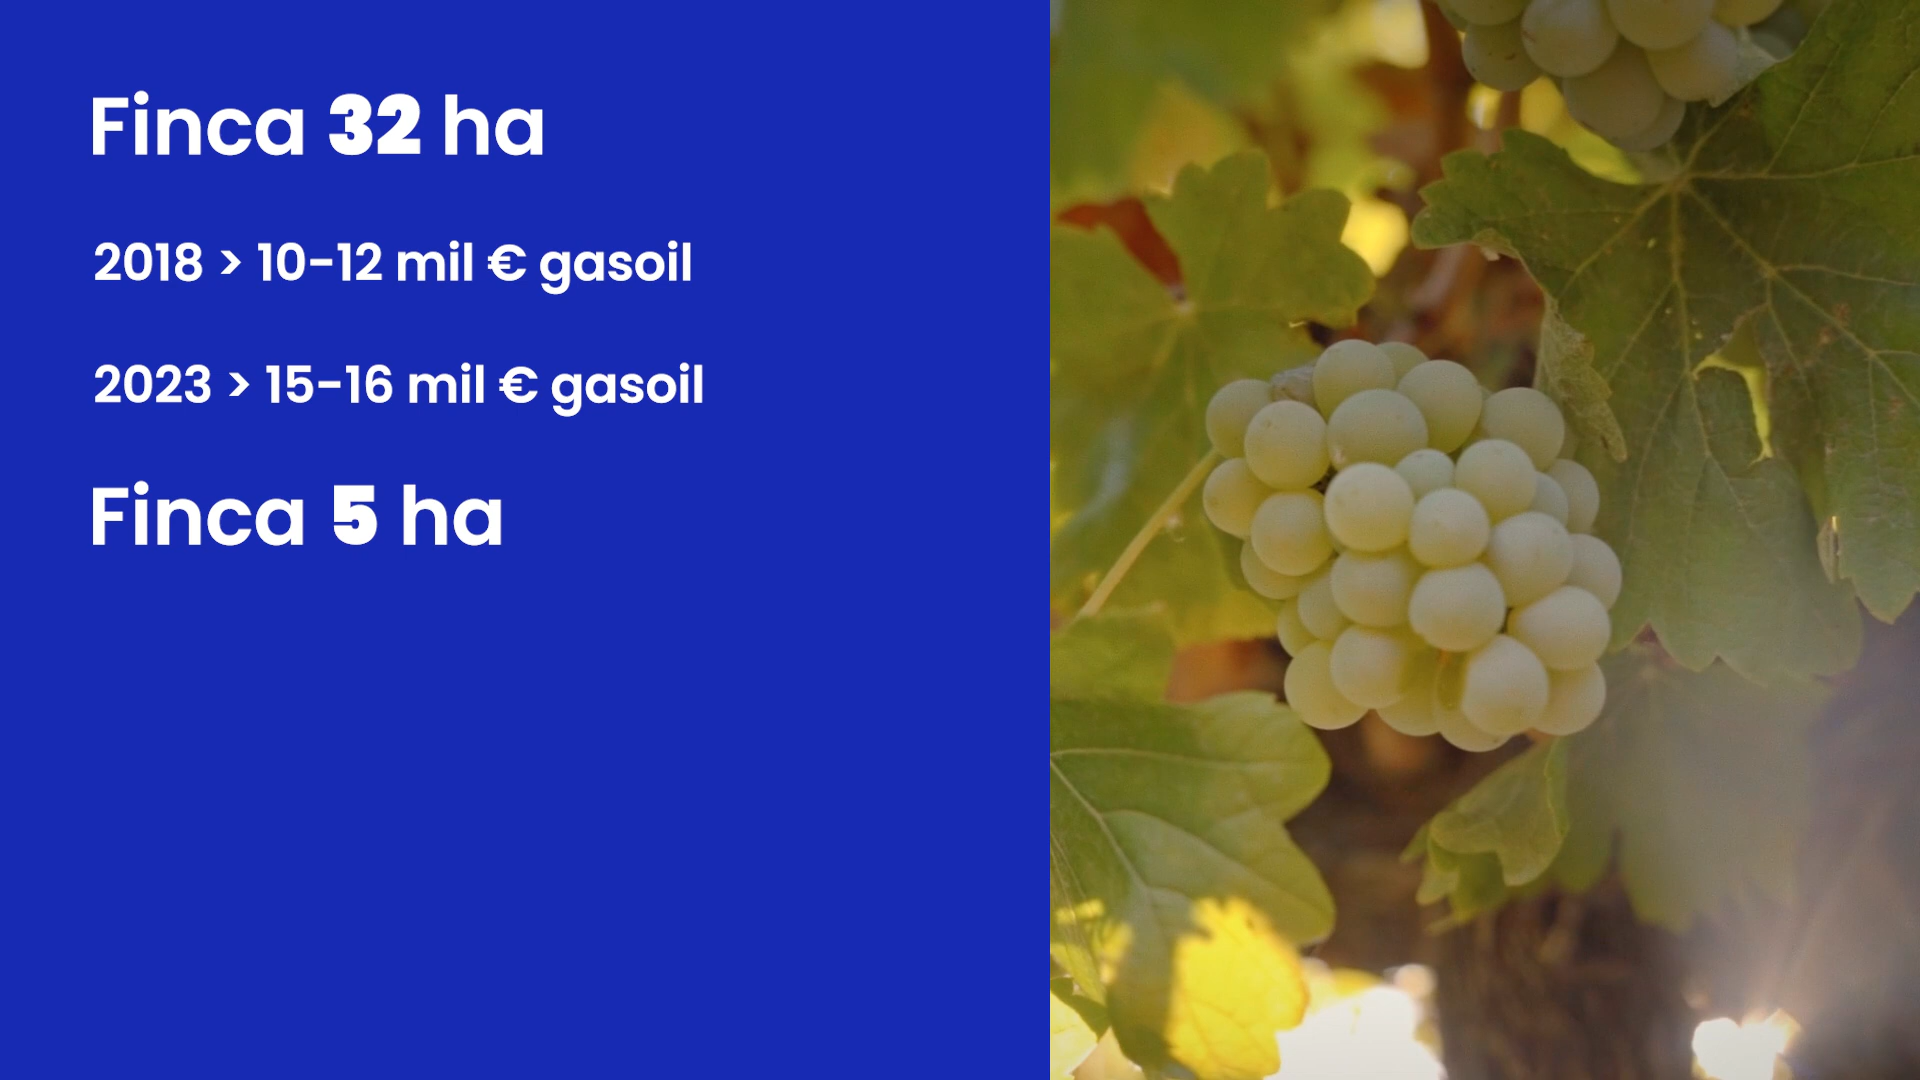 Finca 32 ha
2018 > 10-12 mil € gasoil
2023 > 15-16 mil € gasoil
Finca 5 ha